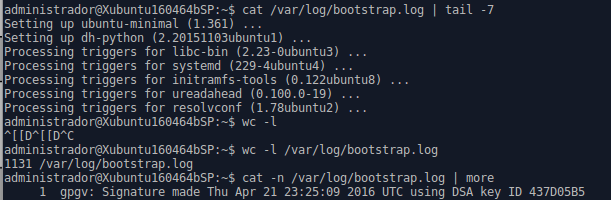 administrador@Xubuntu160464bSP:~$ cat /var/log/bootstrap.log | tail -7
Setting up ubuntu-minimal (1.361) ...
Setting up dh-python (2.20151103ubuntu1) ...
Processing triggers for libc-bin (2.23-0ubuntu3) ...
Processing triggers for systemd (229-4ubuntu4) ...
Processing triggers for initramfs-tools (0.122ubuntu8) ...
Processing triggers for ureadahead (0.100.0-19) ...
Processing triggers for resolvconf (1.78ubuntu2) ...
administrador@Xubuntu160464bSP:~$ wc -l
^[[D^[[D^C
administrador@Xubuntu160464bSP:~$ wc -l /var/log/bootstrap.log
1131 /var/log/bootstrap.log
administrador@Xubuntu160464bSP:~$ cat -n /var/log/bootstrap.log | more
     1  gpgv: Signature made Thu Apr 21 23:25:09 2016 UTC using DSA key ID 437D05B5